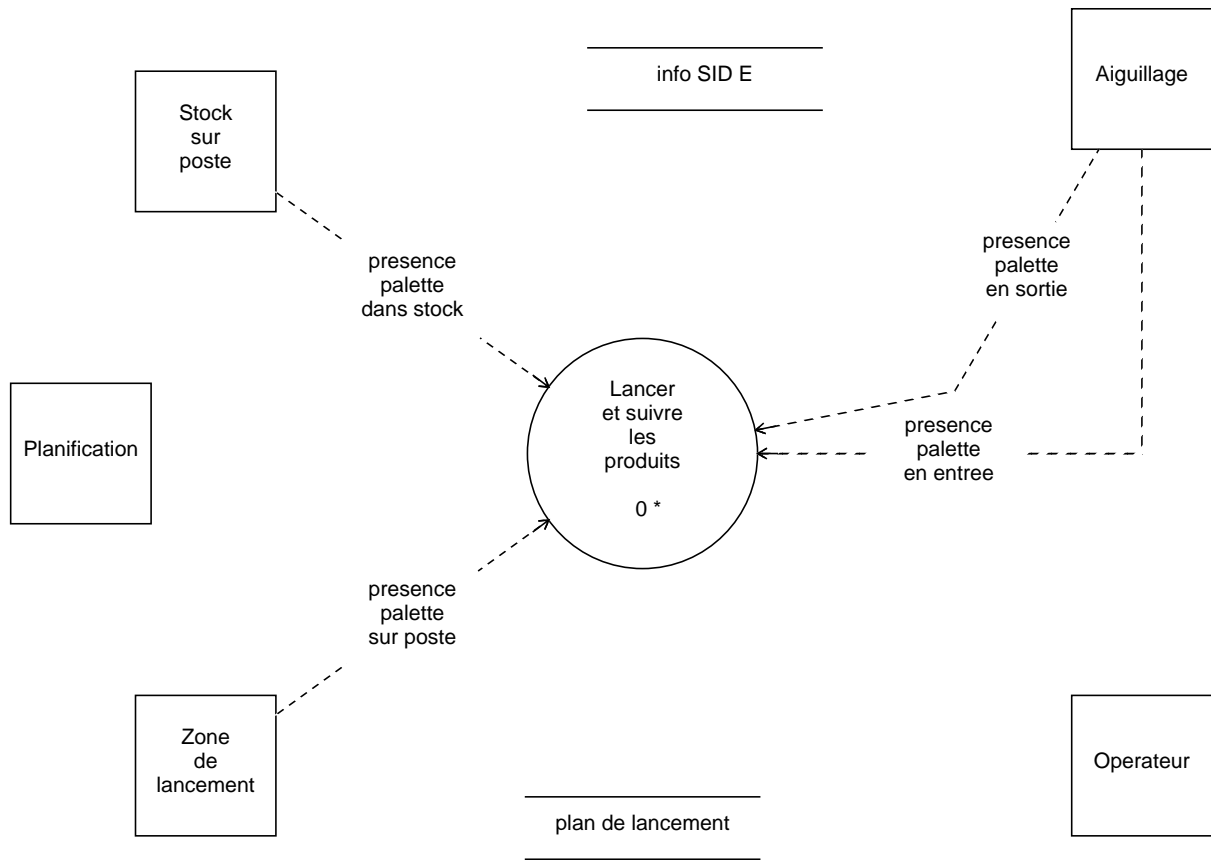 info SID E
Aiguillage
Stock
sur
poste
presence
palette
en sortie
presence
palette
dans stock
Lancer
et suivre
les
produits
0 *
Planification
presence
palette
en entree
presence
palette
sur poste
Zone
de
lancement
Operateur
plan de lancement